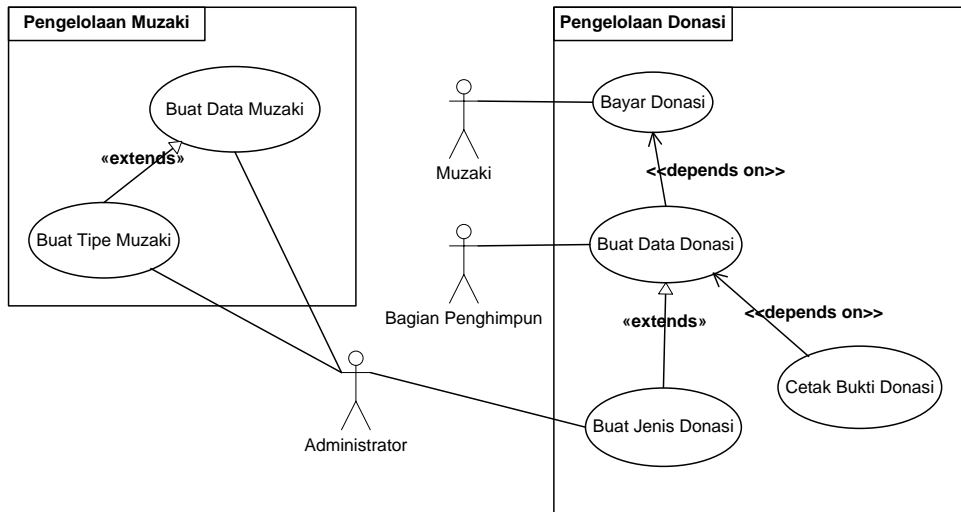 Pengelolaan Muzaki
Buat Data Muzaki
«extends»
Buat Tipe Muzaki
Administrator
Muzaki
Bagian Penghimpun
Pengelolaan Donasi
Bayar Donasi
<<depends on>>
Buat Data Donasi
«extends»
<<depends on>>
Cetak Bukti Donasi
Buat Jenis Donasi